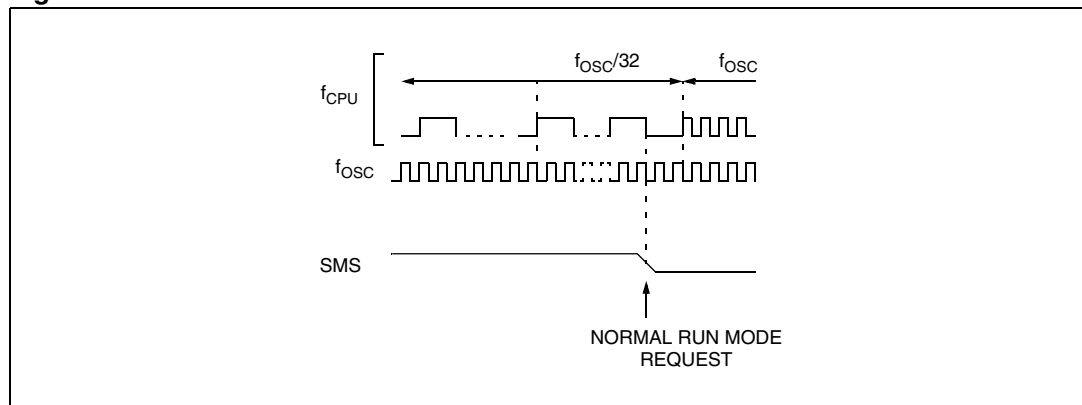 fOSC/32
fOSC
fCPU
fOSC
SMS
NORMAL RUN MODE
REQUEST